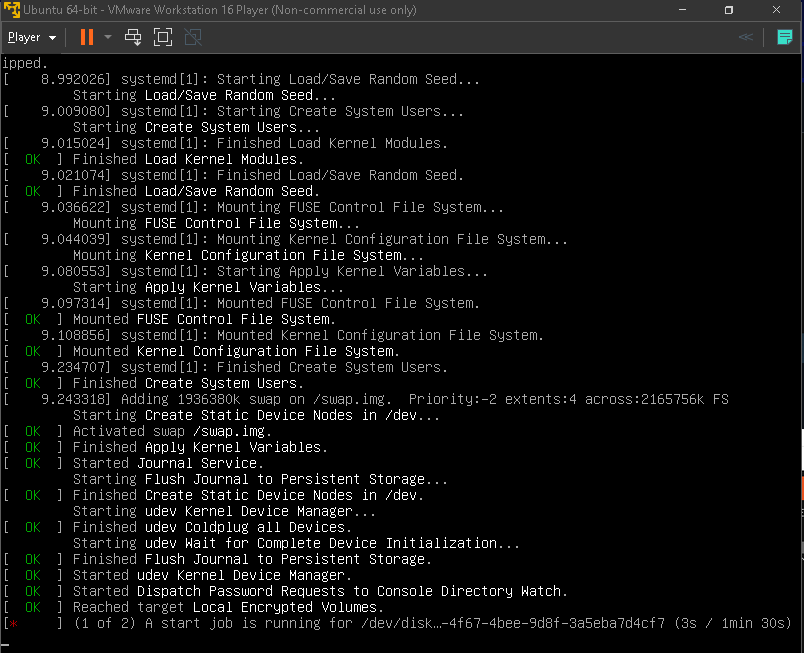 Ubuntu 64-bit - VMware Workstation 16 Player (Non-commercial use only)
Player
ipped.
[    8.992026] systemd[1]: Starting Load/Save Random Seed...
         Starting Load/Save Random Seed...
[    9.009080] systemd[1]: Starting Create System Users...
         Starting Create System Users...
[    9.015024] systemd[1]: Finished Load Kernel Modules.
[  OK  ] Finished Load Kernel Modules.
[    9.021074] systemd[1]: Finished Load/Save Random Seed.
[  OK  ] Finished Load/Save Random Seed.
[    9.036622] systemd[1]: Mounting FUSE Control File System...
         Mounting FUSE Control File System...
[    9.044039] systemd[1]: Mounting Kernel Configuration File System...
         Mounting Kernel Configuration File System...
[    9.080553] systemd[1]: Starting Apply Kernel Variables...
         Starting Apply Kernel Variables...
[    9.097314] systemd[1]: Mounted FUSE Control File System.
[  OK  ] Mounted FUSE Control File System.
[    9.108856] systemd[1]: Mounted Kernel Configuration File System.
[  OK  ] Mounted Kernel Configuration File System.
[    9.234707] systemd[1]: Finished Create System Users.
[  OK  ] Finished Create System Users.
[    9.243318] Adding 1936380k swap on /swap.img.  Priority:-2 extents:4 across:2165756k FS
         Starting Create Static Device Nodes in /dev...
[  OK  ] Activated swap /swap.img.
[  OK  ] Finished Apply Kernel Variables.
[  OK  ] Started Journal Service.
         Starting Flush Journal to Persistent Storage...
[  OK  ] Finished Create Static Device Nodes in /dev.
         Starting udev Kernel Device Manager...
[  OK  ] Finished udev Coldplug all Devices.
         Starting udev Wait for Complete Device Initialization...
[  OK  ] Finished Flush Journal to Persistent Storage.
[  OK  ] Started udev Kernel Device Manager.
[  OK  ] Started Dispatch Password Requests to Console Directory Watch.
[  OK  ] Reached target Local Encrypted Volumes.
[*     ] (1 of 2) A start job is running for /dev/disk…-4f67-4bee-9d8f-3a5eba7d4cf7 (3s / 1min 30s)